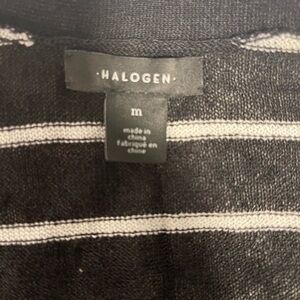 ·HALOGEN·
m
made in
china
fabriqué en
chine